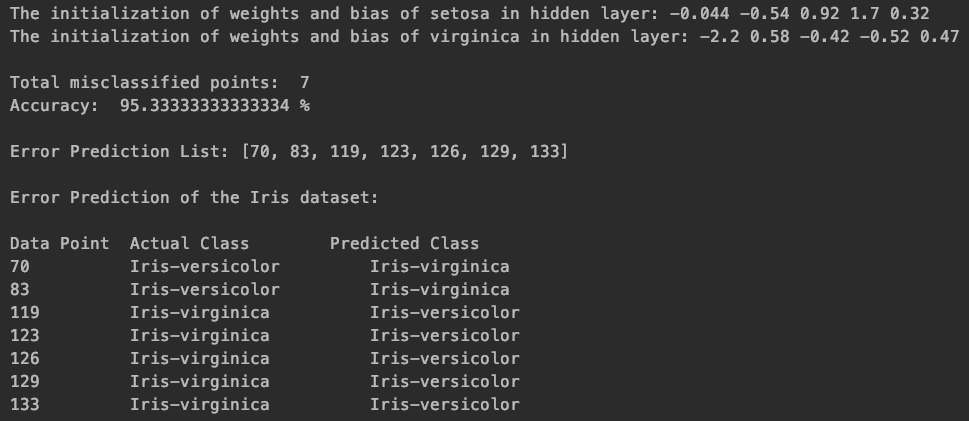 The initialization of weights and bias of setosa in hidden layer: -0.044 -0.54 0.92 1.7 0.32
The initialization of weights and bias of virginica in hidden layer: -2.2 0.58 -0.42 -0.52 0.47
Total misclassified points:  7
Accuracy:  95.33333333333334 %
Error Prediction List: [70, 83, 119, 123, 126, 129, 133]
Error Prediction of the Iris dataset:
Data Point  Actual Class        Predicted Class
70          Iris-versicolor         Iris-virginica
83          Iris-versicolor         Iris-virginica
119         Iris-virginica          Iris-versicolor
123         Iris-virginica          Iris-versicolor
126         Iris-virginica          Iris-versicolor
129         Iris-virginica          Iris-versicolor
133         Iris-virginica          Iris-versicolor